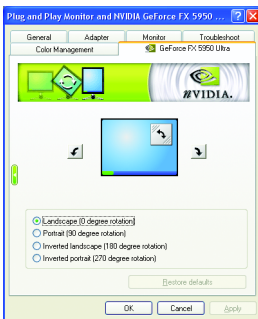 Plug and Play Monitor and NVIDIA GeForce FX 5950 ...
General Adapter Monitor Troubleshoot
Color Management GeForce FX 5950 Ultra
NVIDIA.
Landscape (0 degree rotation)
Portrait (90 degree rotation)
Inverted landscape (180 degree rotation)
Inverted portrait (270 degree rotation)
Restore defaults
OK Cancel Apply